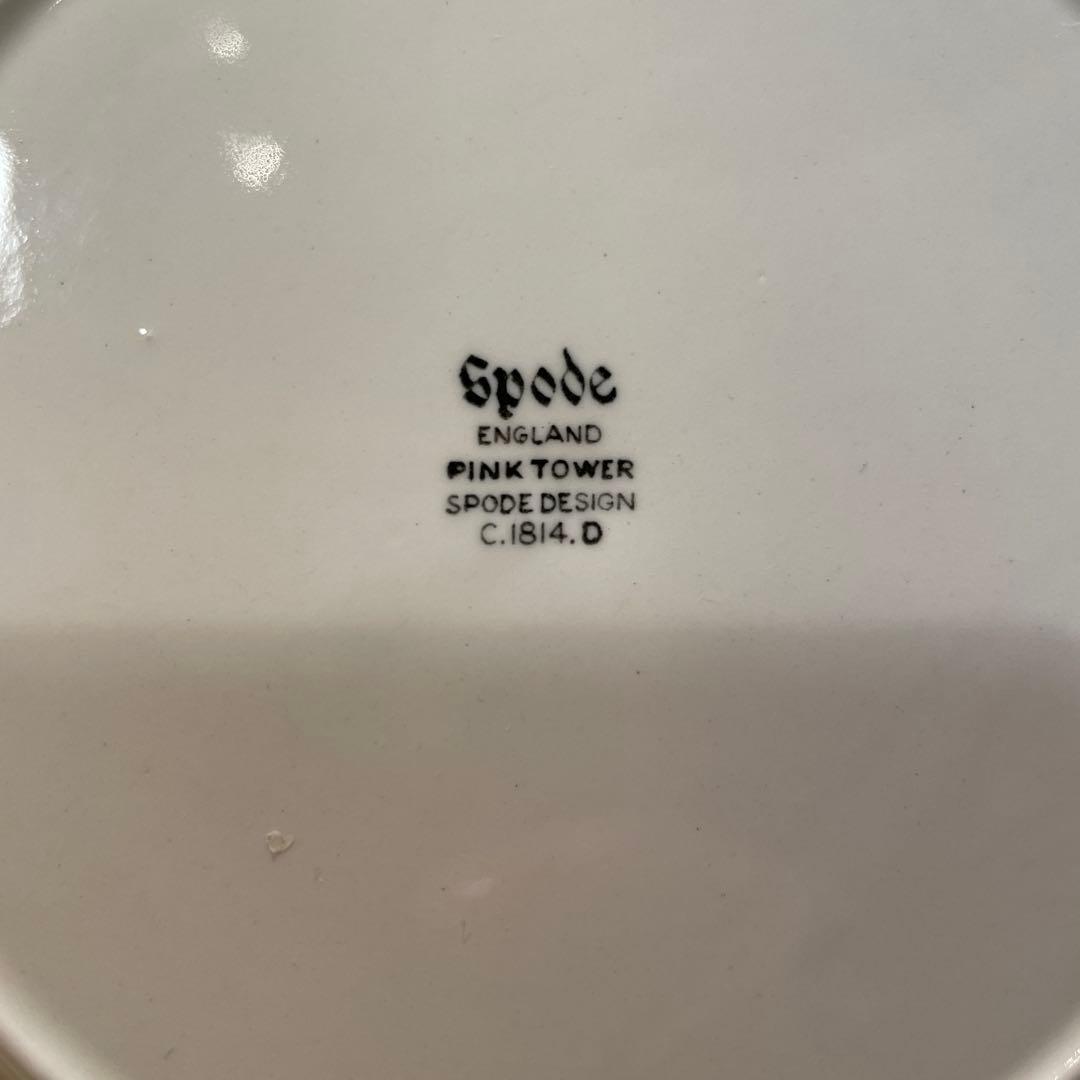 Spode
ENGLAND
PINK TOWER
SPODE DESIGN
C.1814.D